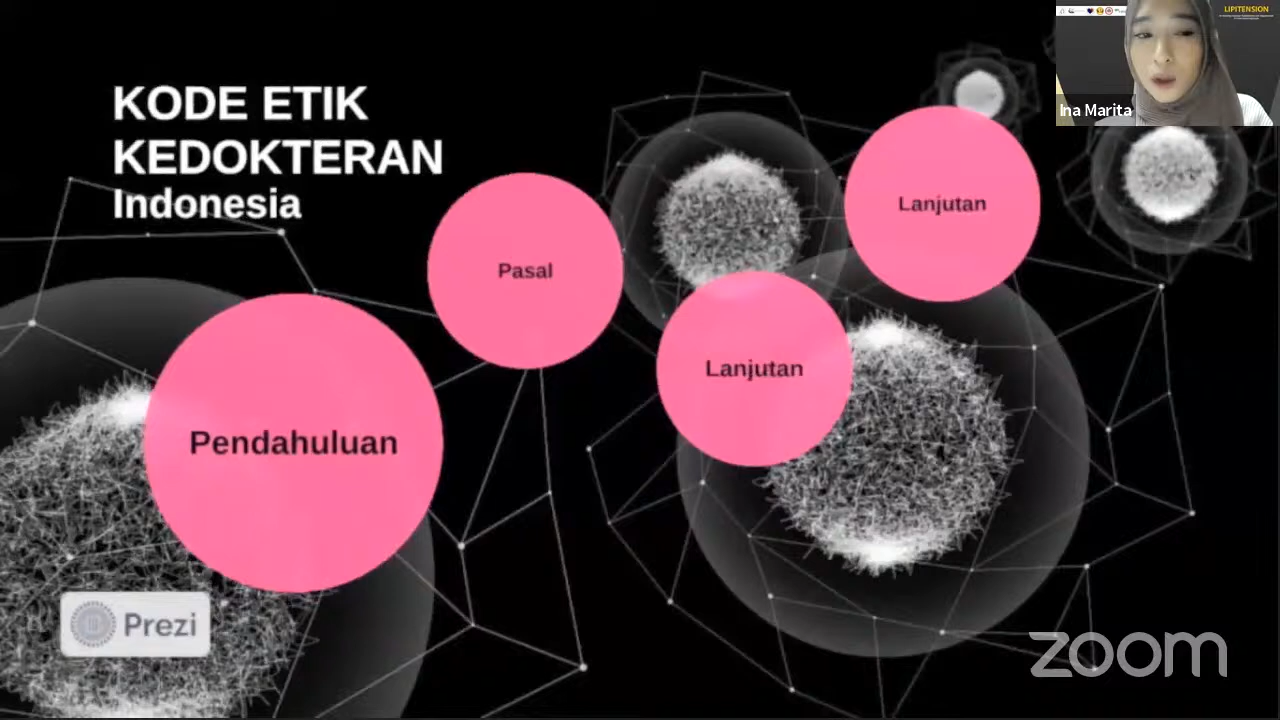 KODE ETIK
KEDOKTERAN
Indonesia
Pendahuluan
Pasal
Lanjutan
Lanjutan
Prezi
LIPITENSION
Ina Marita
zoom